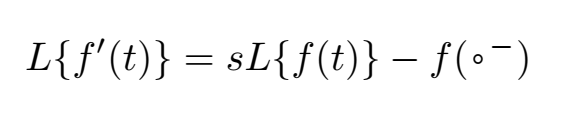 L{f′(t)} = sL{f(t)} − f(∘⁻)